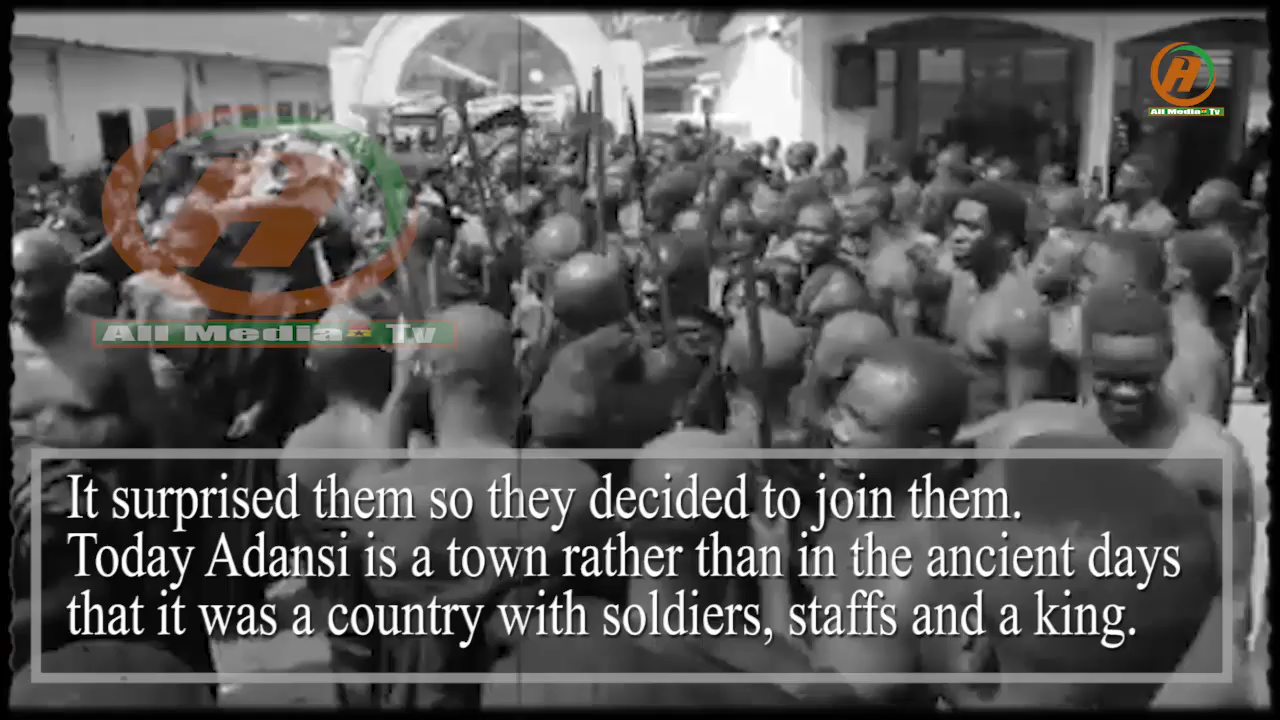 All Media Tv
All Media Tv
It surprised them so they decided to join them.
Today Adansi is a town rather than in the ancient days
that it was a country with soldiers, staffs and a king.